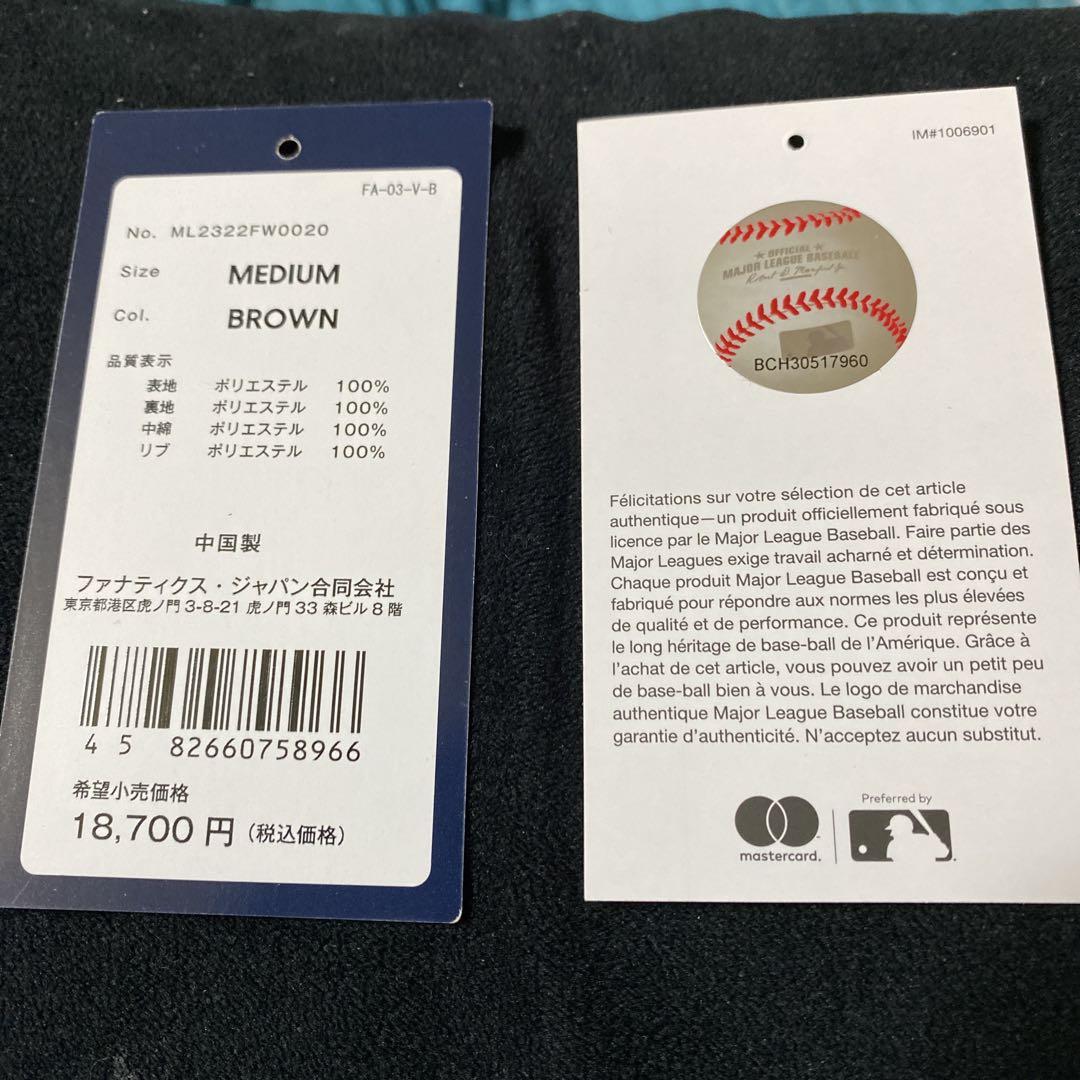 FA-03-V-B
No. ML2322FW0020
Size MEDIUM
Col. BROWN
品質表示
表地 ポリエステル 100%
裏地 ポリエステル 100%
中綿 ポリエステル 100%
リブ ポリエステル 100%
中国製
ファナティクス・ジャパン合同会社
東京都港区虎ノ門 3-8-21 虎ノ門 33 森ビル 8 階
45 82660758966
希望小売価格
18,700 円 (税込価格)
IM#1006901
OFFICIAL
MAJOR LEAGUE BASEBALL
Robert D. Manfred Jr.
BCH30517960
Félicitations sur votre sélection de cet article
authentique—un produit officiellement fabriqué sous
licence par le Major League Baseball. Faire partie des
Major Leagues exige travail acharné et détermination.
Chaque produit Major League Baseball est conçu et
fabriqué pour répondre aux normes les plus élevées
de qualité et de performance. Ce produit représente
le long héritage de base-ball de l'Amérique. Grâce à
l'achat de cet article, vous pouvez avoir un petit peu
de base-ball bien à vous. Le logo de marchandise
authentique Major League Baseball constitue votre
garantie d'authenticité. N'acceptez aucun substitut.
mastercard.
Preferred by